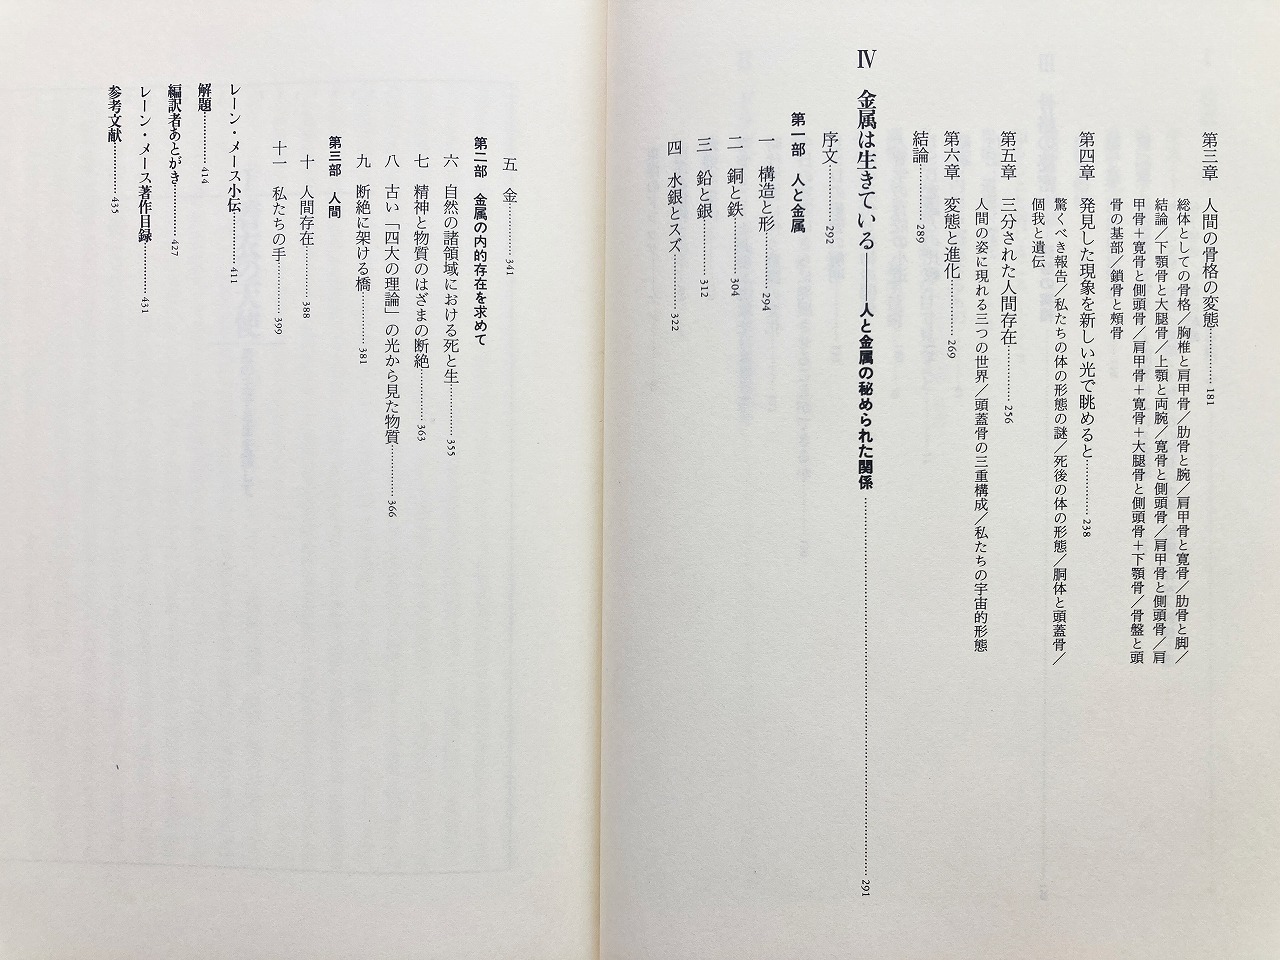 第三章 人間の骨格の変態…………181
総体としての骨格／胸椎と肩甲骨／肋骨と腕／肩甲骨と寛骨／肋骨と脚／
結論／下顎骨と大腿骨／上顎と両腕／寛骨と側頭骨／肩甲骨と側頭骨／肩
甲骨＋寛骨と側頭骨／肩甲骨＋寛骨＋大腿骨と側頭骨＋下顎骨／骨盤と頭
骨の基部／鎖骨と頰骨
第四章 発見した現象を新しい光で眺めると…………238
驚くべき報告／私たちの体の形態の謎／死後の体の形態／胴体と頭蓋骨／
個我と遺伝
第五章 三分された人間存在…………256
人間の姿に現れる三つの世界／頭蓋骨の三重構成／私たちの宇宙的形態
第六章 変態と進化…………269
結論…………289
Ⅳ 金属は生きている――人と金属の秘められた関係…………291
序文…………292
第一部 人と金属
一 構造と形…………294
二 銅と鉄…………304
三 鉛と銀…………312
四 水銀とスズ…………322
五 金…………341
第二部 金属の内的存在を求めて
六 自然の諸領域における死と生…………355
七 精神と物質のはざまの断絶…………363
八 古い「四大の理論」の光から見た物質…………366
九 断絶に架ける橋…………381
第三部 人間
十 人間存在…………388
十一 私たちの手…………399
レーン・メース小伝…………411
解題…………414
編訳者あとがき…………427
レーン・メース著作目録…………431
参考文献…………435